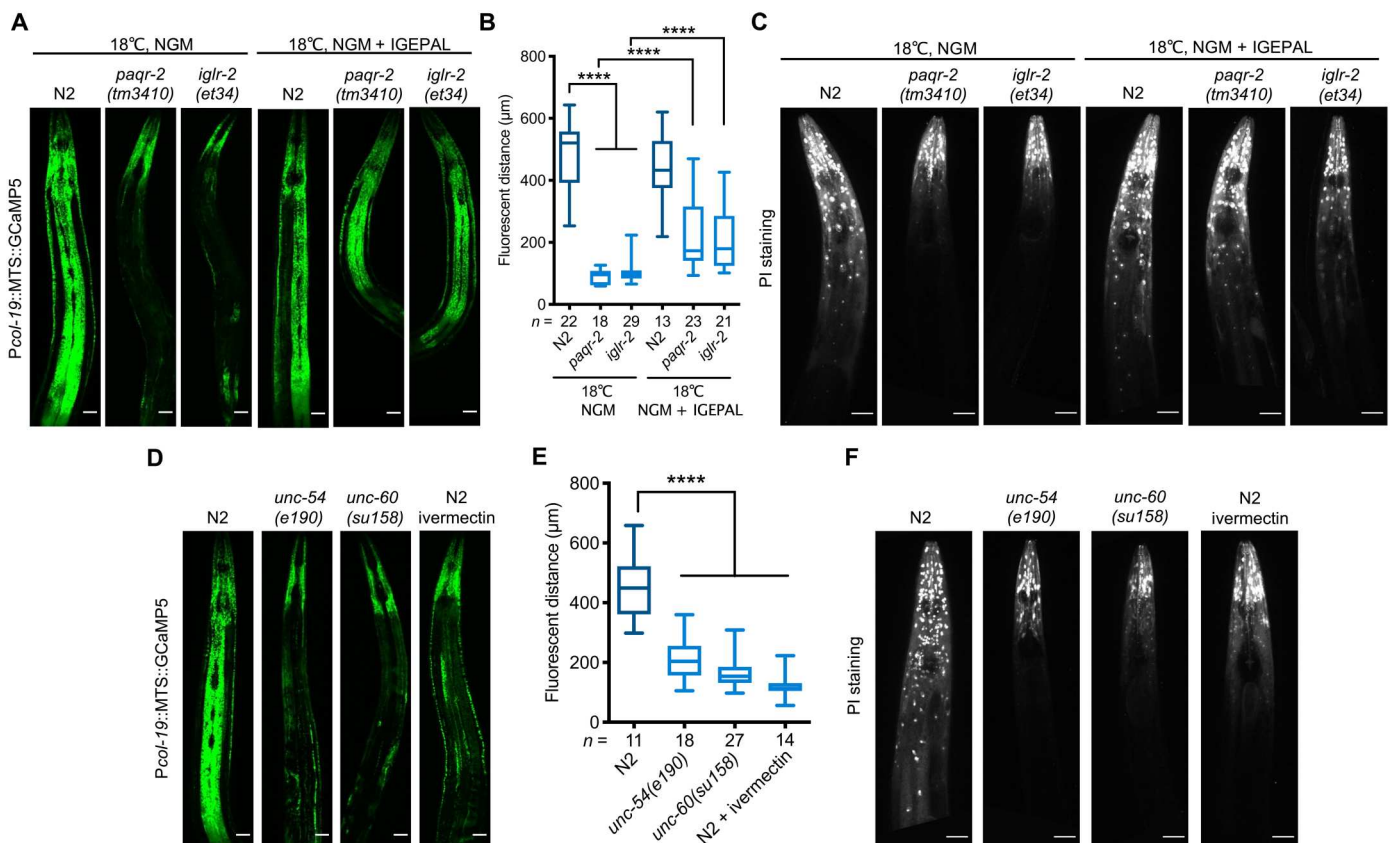 A
18℃, NGM
18℃, NGM + IGEPAL
N2
paqr-2
(tm3410)
iglr-2
(et34)
N2
paqr-2
(tm3410)
iglr-2
(et34)
Pcol-19::MTS::GCaMP5
B
Fluorescent distance (μm)
800
600
400
200
0
****
****
****
n = 22 18 29 13 23 21
N2
paqr-2
iglr-2
N2
paqr-2
iglr-2
18℃
NGM
18℃
NGM + IGEPAL
C
18℃, NGM
18℃, NGM + IGEPAL
N2
paqr-2
(tm3410)
iglr-2
(et34)
N2
paqr-2
(tm3410)
iglr-2
(et34)
PI staining
D
N2
unc-54
(e190)
unc-60
(su158)
N2
ivermectin
Pcol-19::MTS::GCaMP5
E
Fluorescent distance (μm)
800
600
400
200
0
****
n = 11 18 27 14
N2
unc-54(e190)
unc-60(su158)
N2 + ivermectin
F
N2
unc-54
(e190)
unc-60
(su158)
N2
ivermectin
PI staining